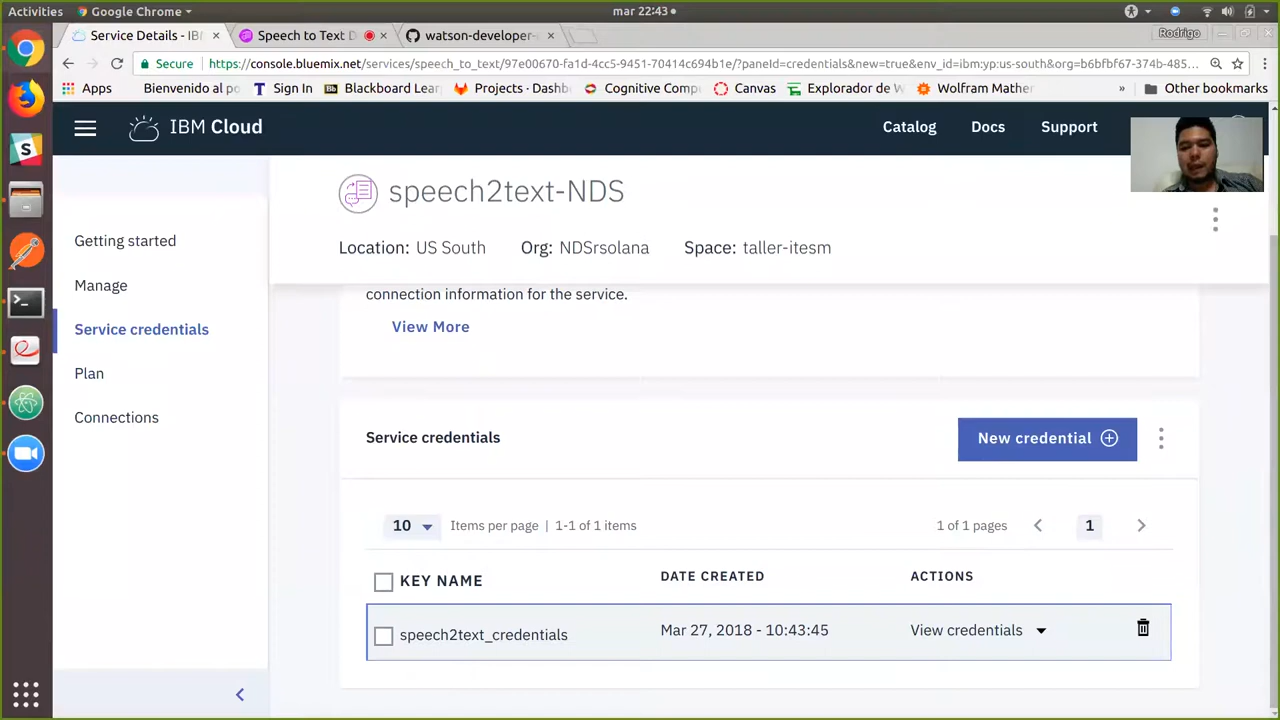 Activities Google Chrome mar 22:43
Service Details - IB Speech to Text D watson-developer- Rodrigo
Secure https://console.bluemix.net/services/speech_to_text/97e00670-fa1d-4cc5-9451-70414c694b1e/?paneId=credentials&new=true&env_id=ibm:yp:us-south&org=b6bfbf67-374b-485...
Apps Bienvenido al po Sign In Bb Blackboard Lear Projects · Dashb Cognitive Comp Canvas Explorador de W Wolfram Mathe » Other bookmarks
IBM Cloud Catalog Docs Support
speech2text-NDS
Location: US South Org: NDSrsolana Space: taller-itesm
Getting started
Manage
Service credentials
Plan
Connections
connection information for the service.
View More
Service credentials New credential
10 Items per page | 1-1 of 1 items 1 of 1 pages 1
KEY NAME DATE CREATED ACTIONS
speech2text_credentials Mar 27, 2018 - 10:43:45 View credentials